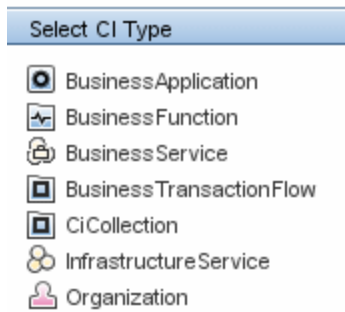 Select CI Type
BusinessApplication
BusinessFunction
BusinessService
BusinessTransactionFlow
CiCollection
InfrastructureService
Organization